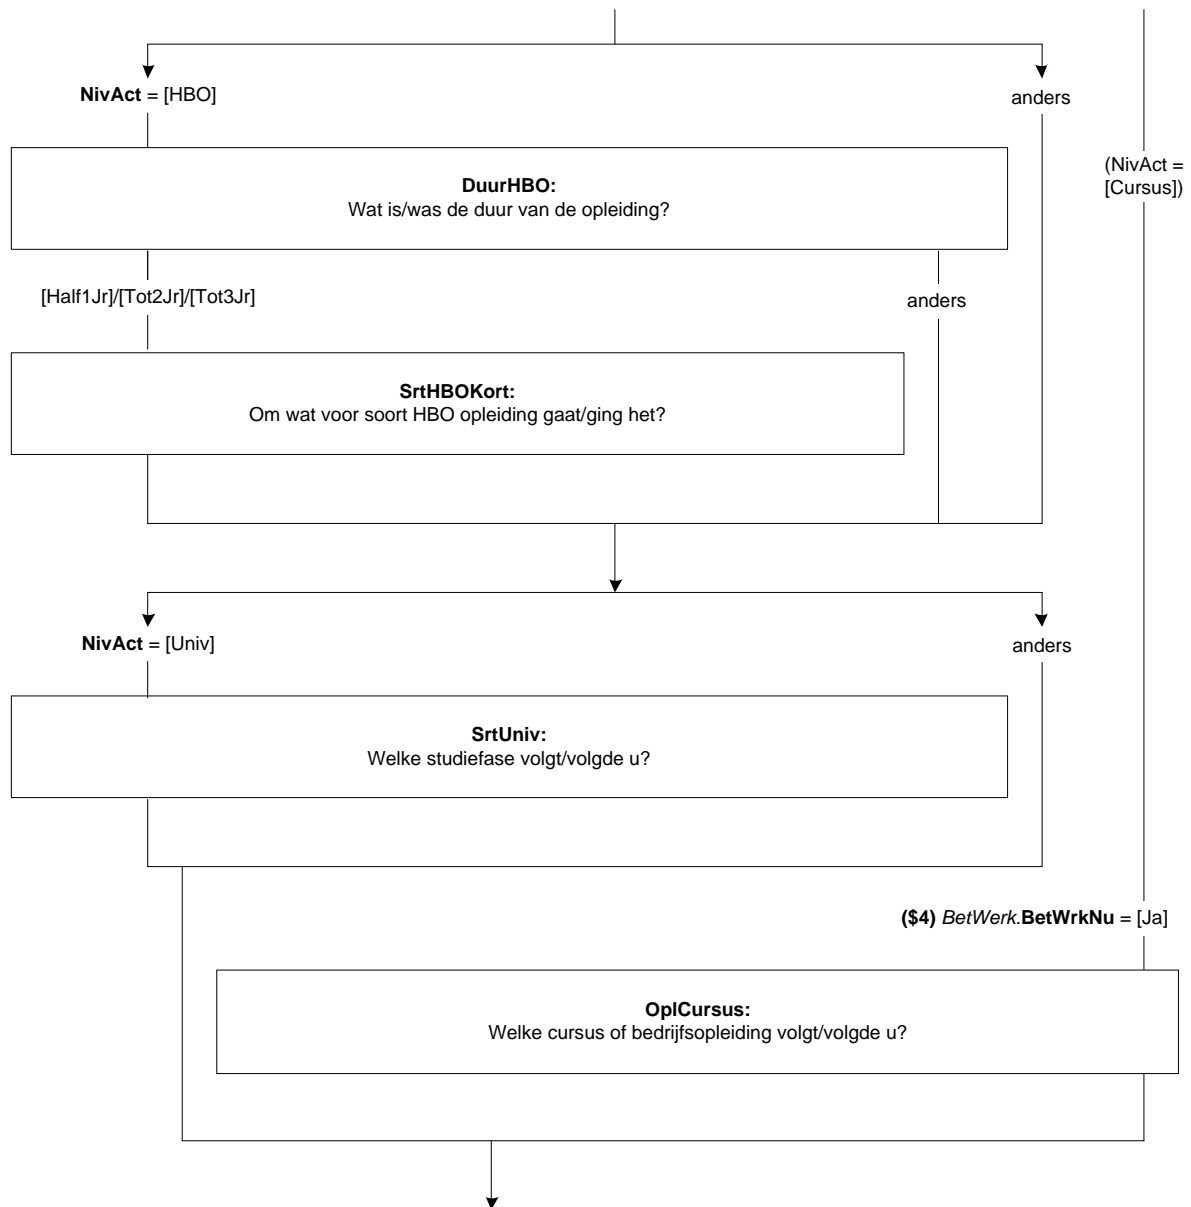 NivAct = [HBO]
anders
(NivAct =
[Cursus])
DuurHBO:
Wat is/was de duur van de opleiding?
[Half1Jr]/[Tot2Jr]/[Tot3Jr]
anders
SrtHBOKort:
Om wat voor soort HBO opleiding gaat/ging het?
NivAct = [Univ]
anders
SrtUniv:
Welke studiefase volgt/volgde u?
($4) BetWerk.BetWrkNu = [Ja]
OplCursus:
Welke cursus of bedrijfsopleiding volgt/volgde u?